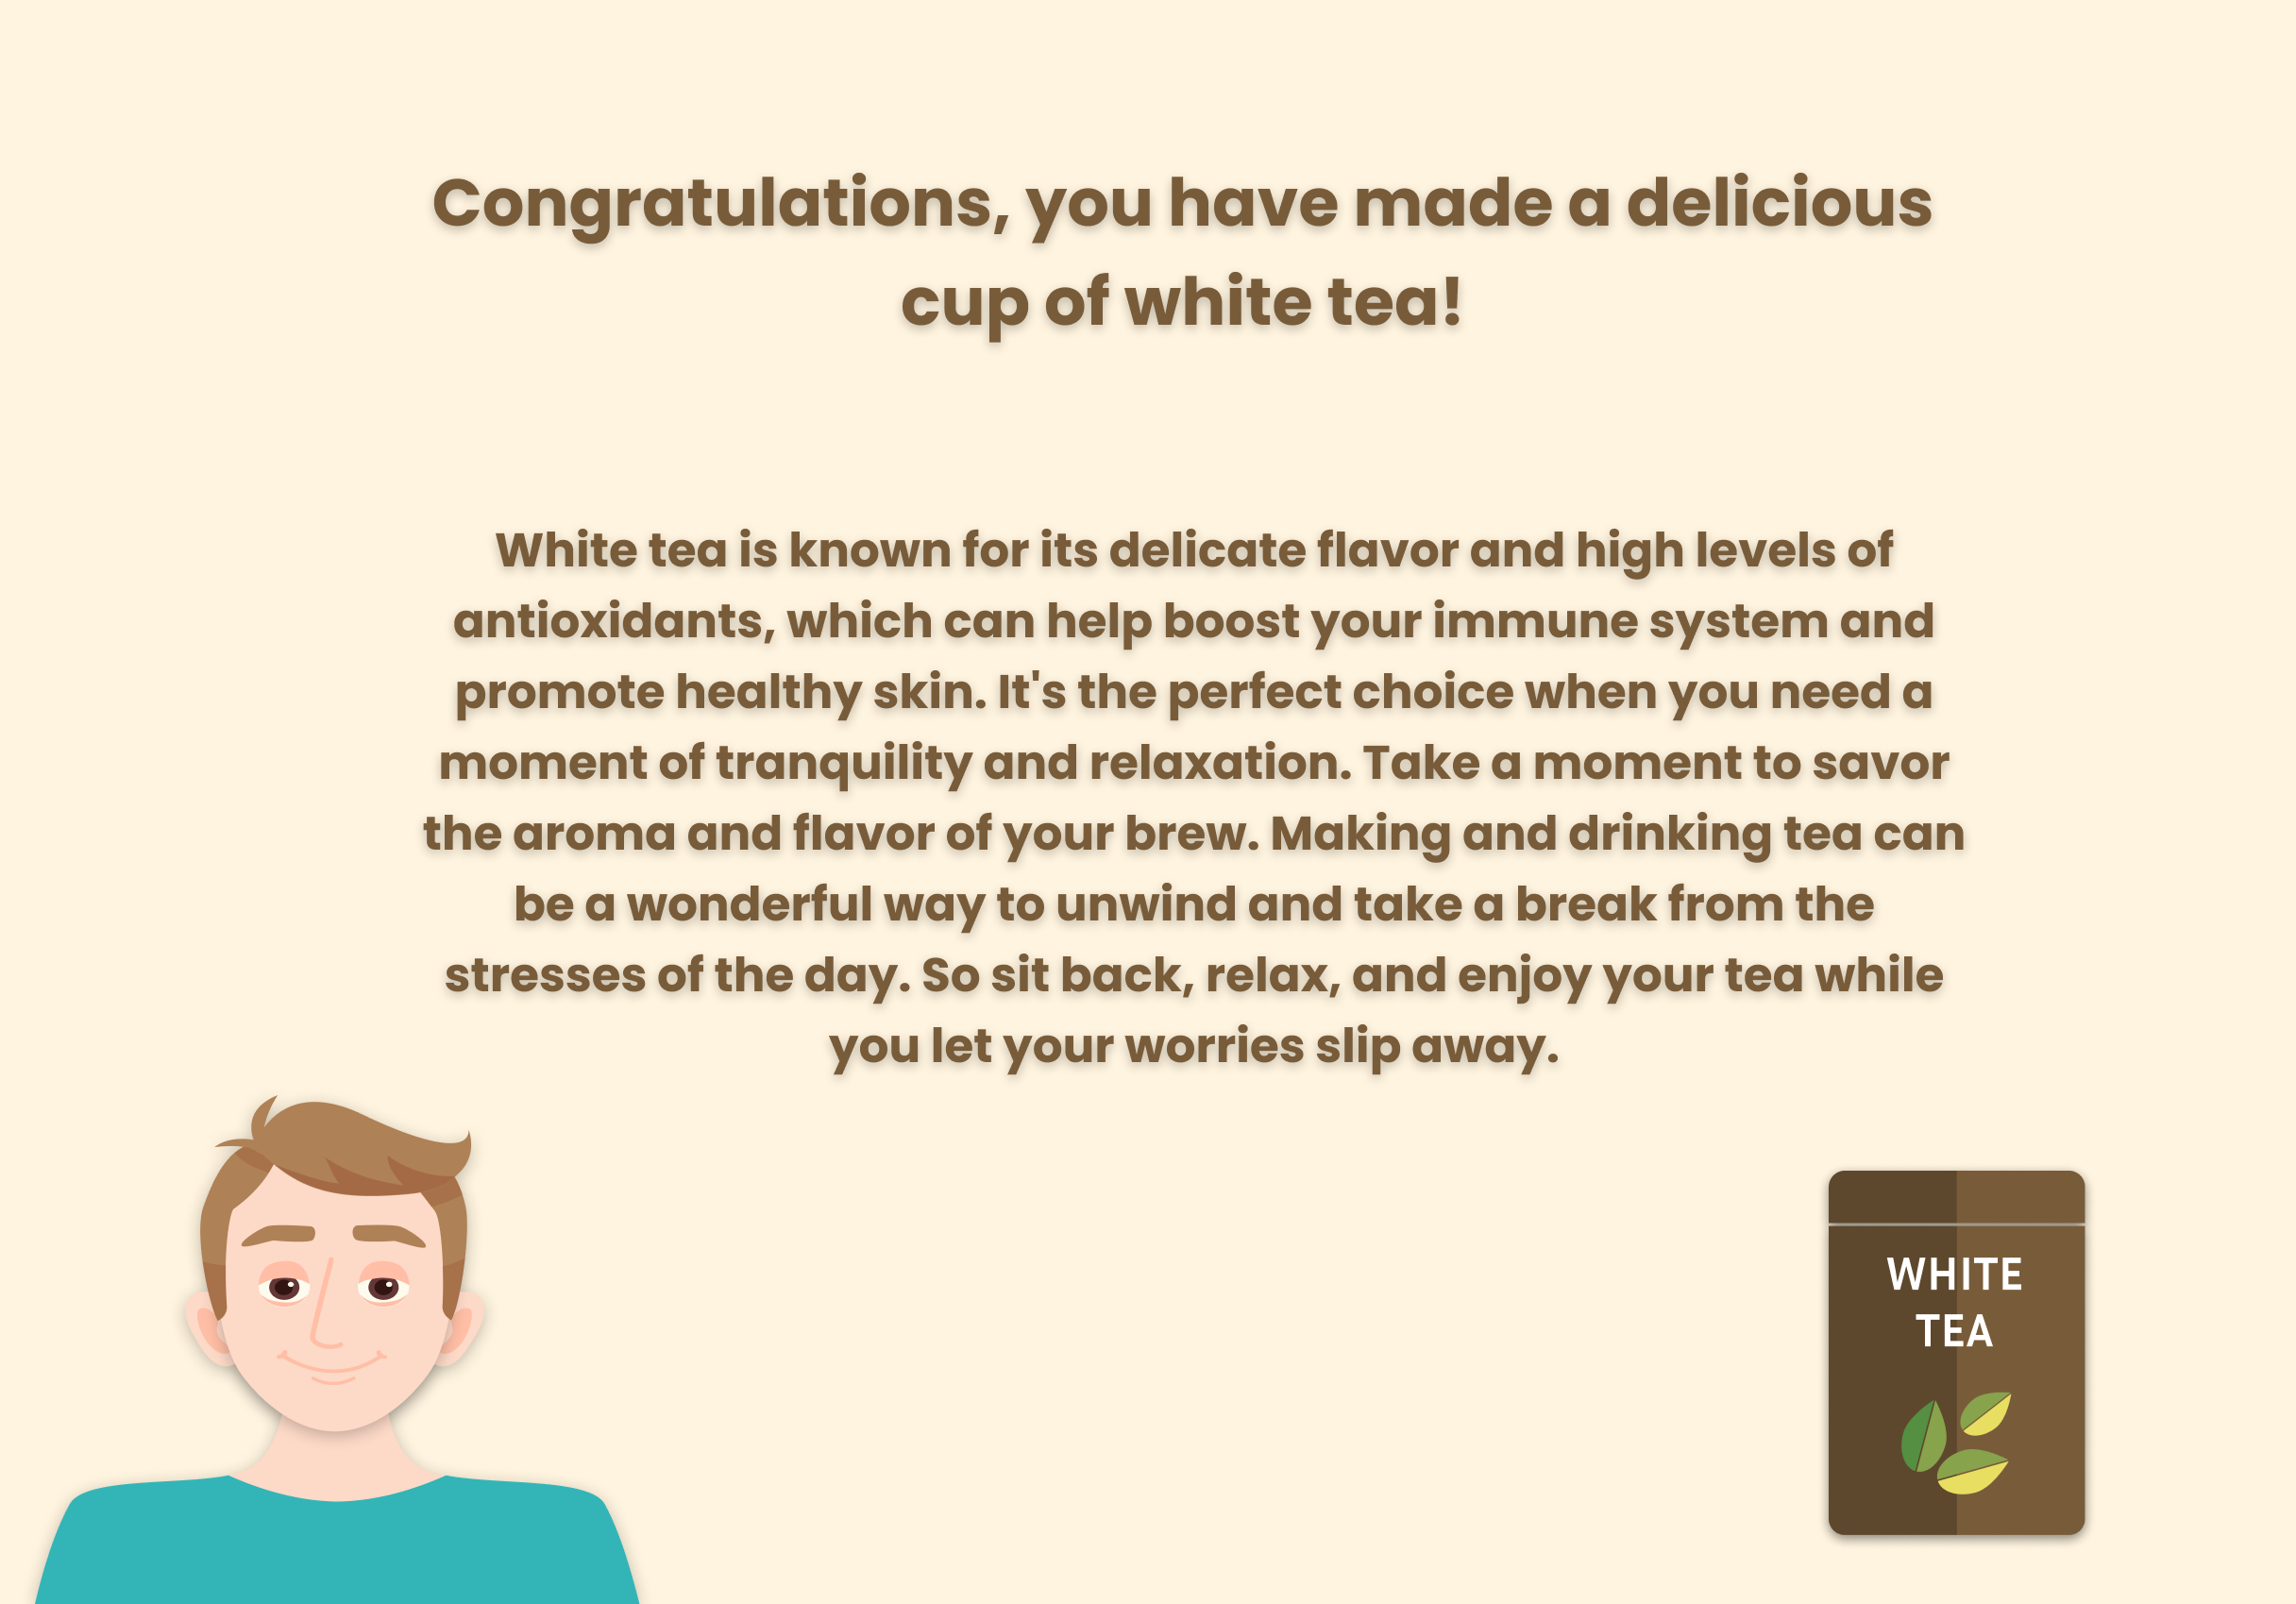 Congratulations, you have made a delicious
cup of white tea!
White tea is known for its delicate flavor and high levels of
antioxidants, which can help boost your immune system and
promote healthy skin. It's the perfect choice when you need a
moment of tranquility and relaxation. Take a moment to savor
the aroma and flavor of your brew. Making and drinking tea can
be a wonderful way to unwind and take a break from the
stresses of the day. So sit back, relax, and enjoy your tea while
you let your worries slip away.
WHITE
TEA